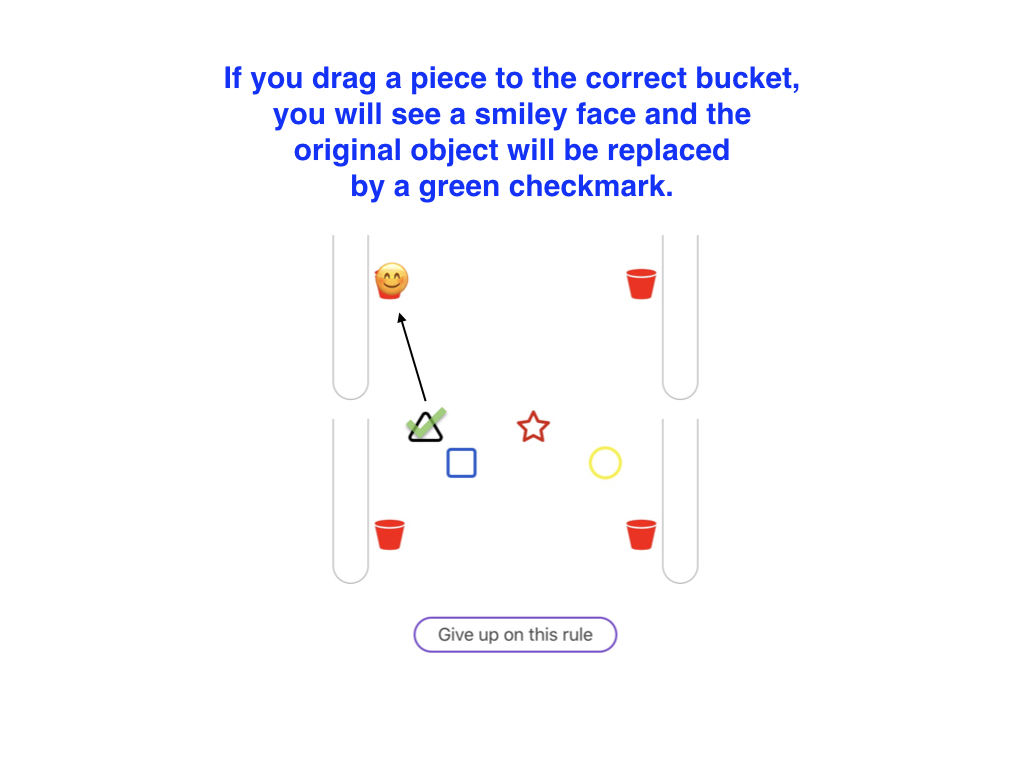 If you drag a piece to the correct bucket,
you will see a smiley face and the
original object will be replaced
by a green checkmark.
Give up on this rule